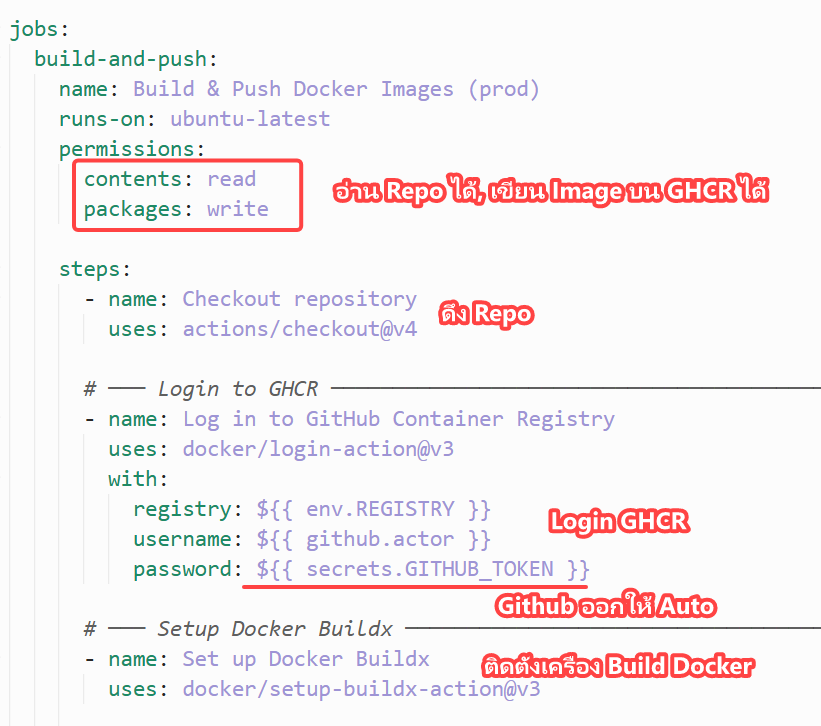 jobs:
build-and-push:
name: Build & Push Docker Images (prod)
runs-on: ubuntu-latest
permissions:
contents: read
packages: write
อ่าน Repo ได้, เขียน Image บน GHCR ได้
steps:
- name: Checkout repository
uses: actions/checkout@v4
ดึง Repo
# ─── Login to GHCR ───────────────────────────────────────
- name: Log in to GitHub Container Registry
uses: docker/login-action@v3
with:
registry: ${{ env.REGISTRY }}
username: ${{ github.actor }}
password: ${{ secrets.GITHUB_TOKEN }}
Login GHCR
Github ออกให้ Auto
# ─── Setup Docker Buildx ─────────────────────────────────
- name: Set up Docker Buildx
uses: docker/setup-buildx-action@v3
ติดตั้งเครื่อง Build Docker